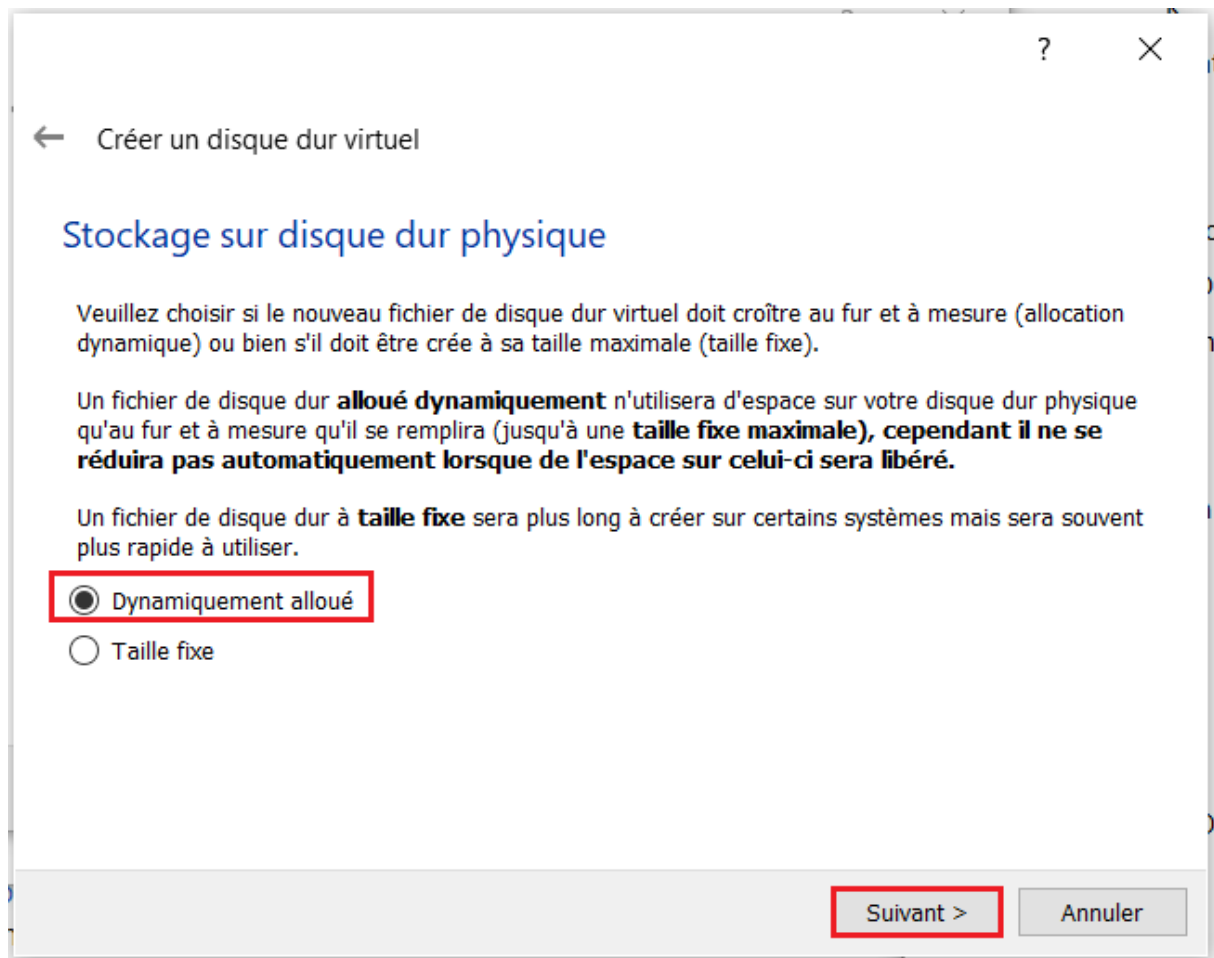 ?
← Créer un disque dur virtuel
Stockage sur disque dur physique
Veuillez choisir si le nouveau fichier de disque dur virtuel doit croître au fur et à mesure (allocation
dynamique) ou bien s'il doit être crée à sa taille maximale (taille fixe).
Un fichier de disque dur alloué dynamiquement n'utilisera d'espace sur votre disque dur physique
qu'au fur et à mesure qu'il se remplira (jusqu'à une taille fixe maximale), cependant il ne se
réduira pas automatiquement lorsque de l'espace sur celui-ci sera libéré.
Un fichier de disque dur à taille fixe sera plus long à créer sur certains systèmes mais sera souvent
plus rapide à utiliser.
Dynamiquement alloué
Taille fixe
Suivant > Annuler